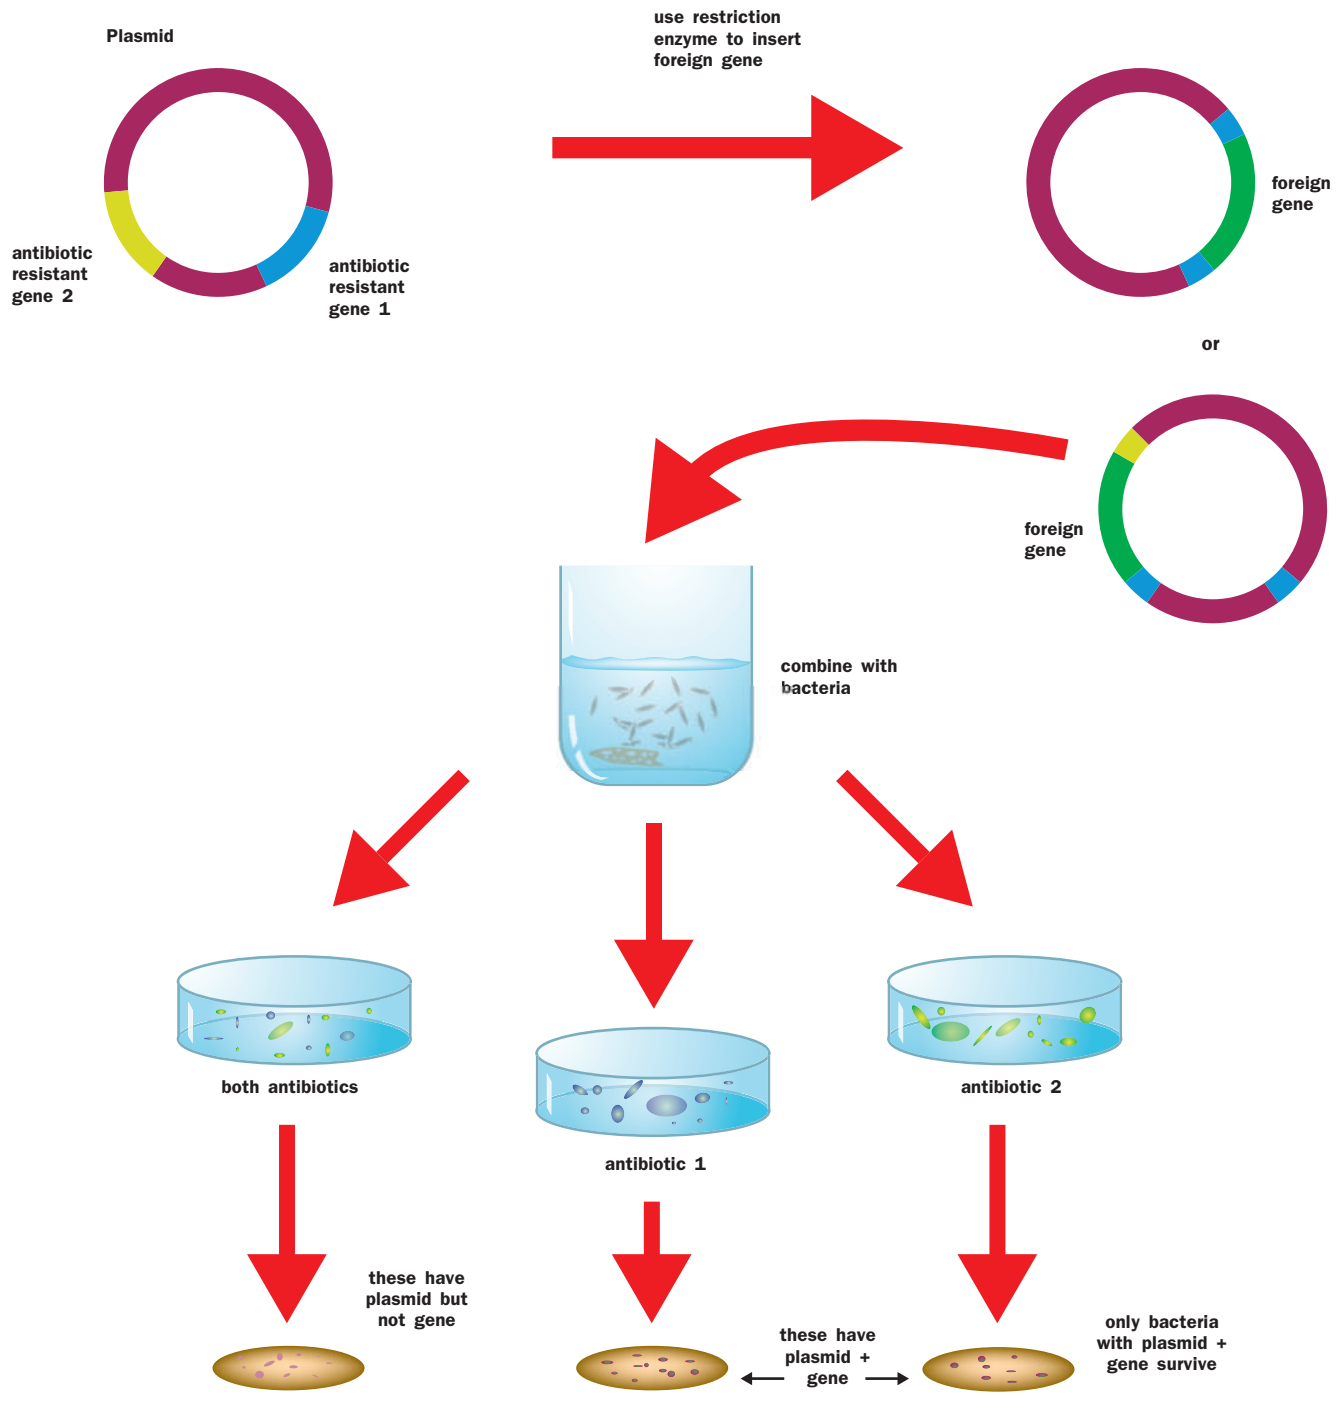 Plasmid
use restriction
enzyme to insert
foreign gene
antibiotic
resistant
gene 2
antibiotic
resistant
gene 1
foreign
gene
or
foreign
gene
combine with
bacteria
both antibiotics
antibiotic 1
antibiotic 2
these have
plasmid but
not gene
these have
plasmid +
gene
only bacteria
with plasmid +
gene survive